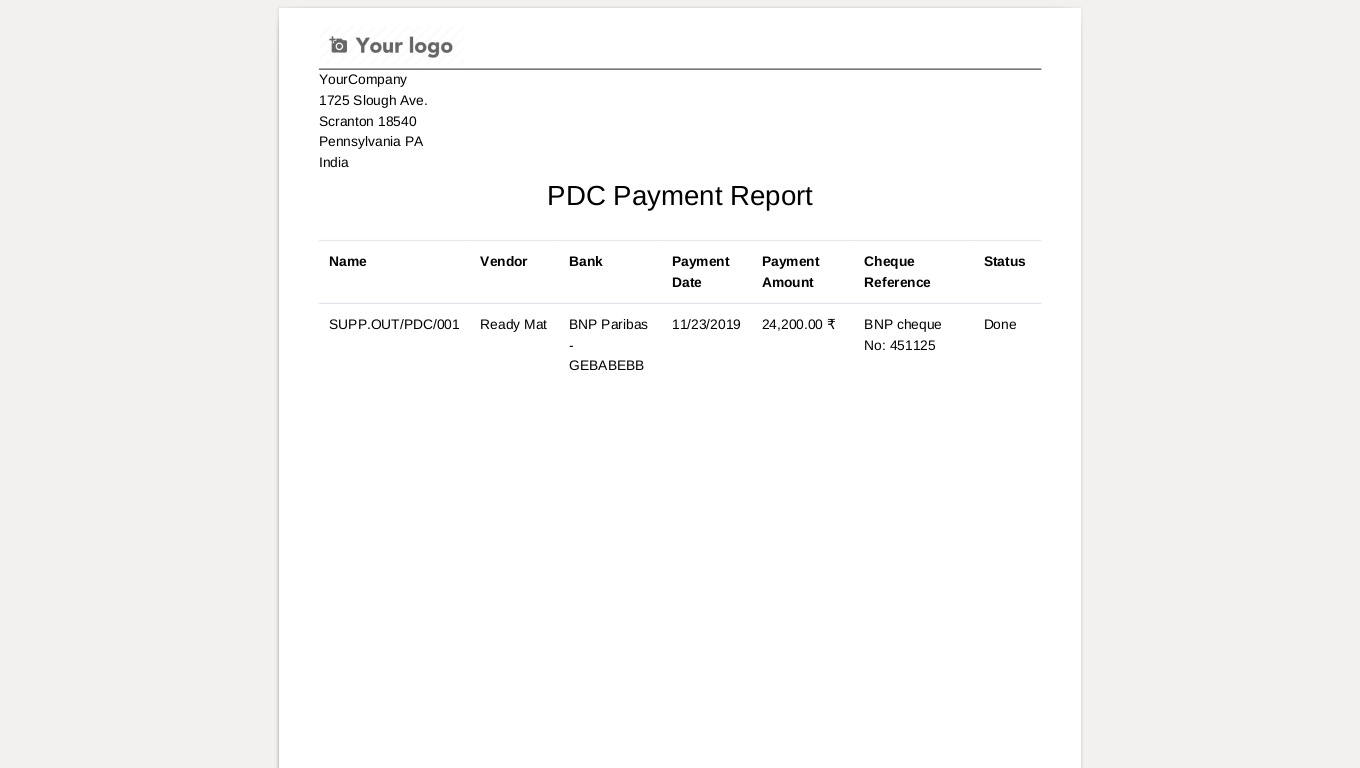 Your logo
YourCompany
1725 Slough Ave.
Scranton 18540
Pennsylvania PA
India
PDC Payment Report
Name Vendor Bank Payment Date Payment Amount Cheque Reference Status
SUPP.OUT/PDC/001 Ready Mat BNP Paribas - GEBABEBB 11/23/2019 24,200.00 ₹ BNP cheque No: 451125 Done